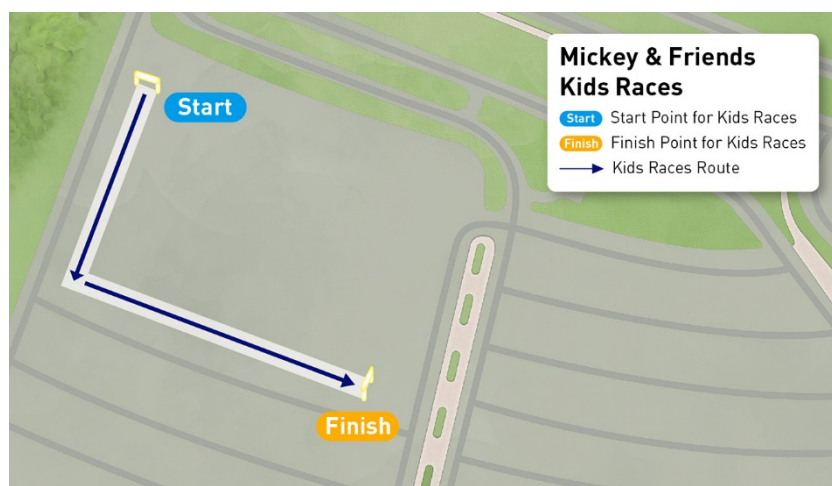 Mickey & Friends
Kids Races
Start Start Point for Kids Races
Finish Finish Point for Kids Races
Kids Races Route
Start
Finish